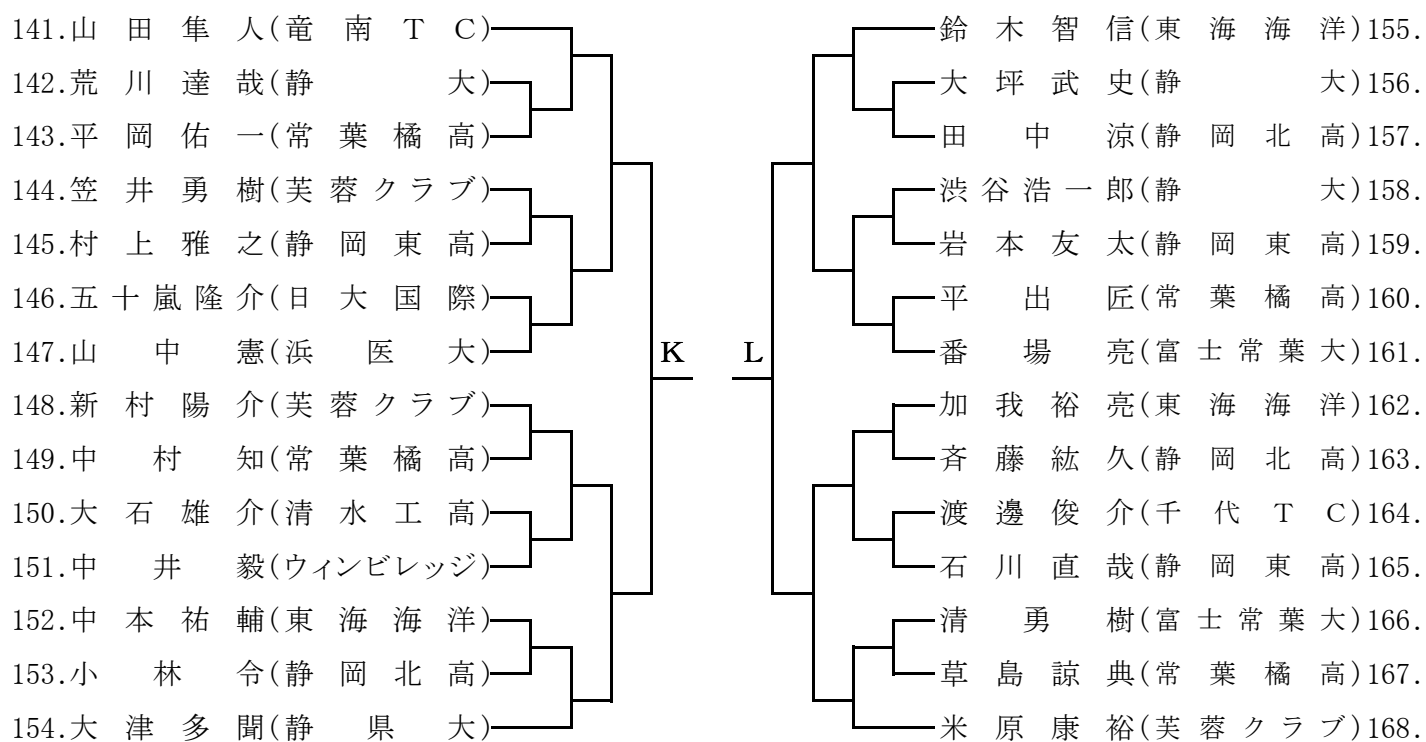 141.山田隼人(竜南TC)
142.荒川達哉(静大)
143.平岡佑一(常葉橘高)
144.笠井勇樹(芙蓉クラブ)
145.村上雅之(静岡東高)
146.五十嵐隆介(日大国際)
147.山中憲(浜医大)
148.新村陽介(芙蓉クラブ)
149.中村知(常葉橘高)
150.大石雄介(清水工高)
151.中井毅(ウィンビレッジ)
152.中本祐輔(東海海洋)
153.小林令(静岡北高)
154.大津多聞(静県大)
K
L
鈴木智信(東海海洋)155.
大坪武史(静大)156.
田中涼(静岡北高)157.
渋谷浩一郎(静大)158.
岩本友太(静岡東高)159.
平出匠(常葉橘高)160.
番場亮(富士常葉大)161.
加我裕亮(東海海洋)162.
斉藤紘久(静岡北高)163.
渡邊俊介(千代TC)164.
石川直哉(静岡東高)165.
清勇樹(富士常葉大)166.
草島諒典(常葉橘高)167.
米原康裕(芙蓉クラブ)168.